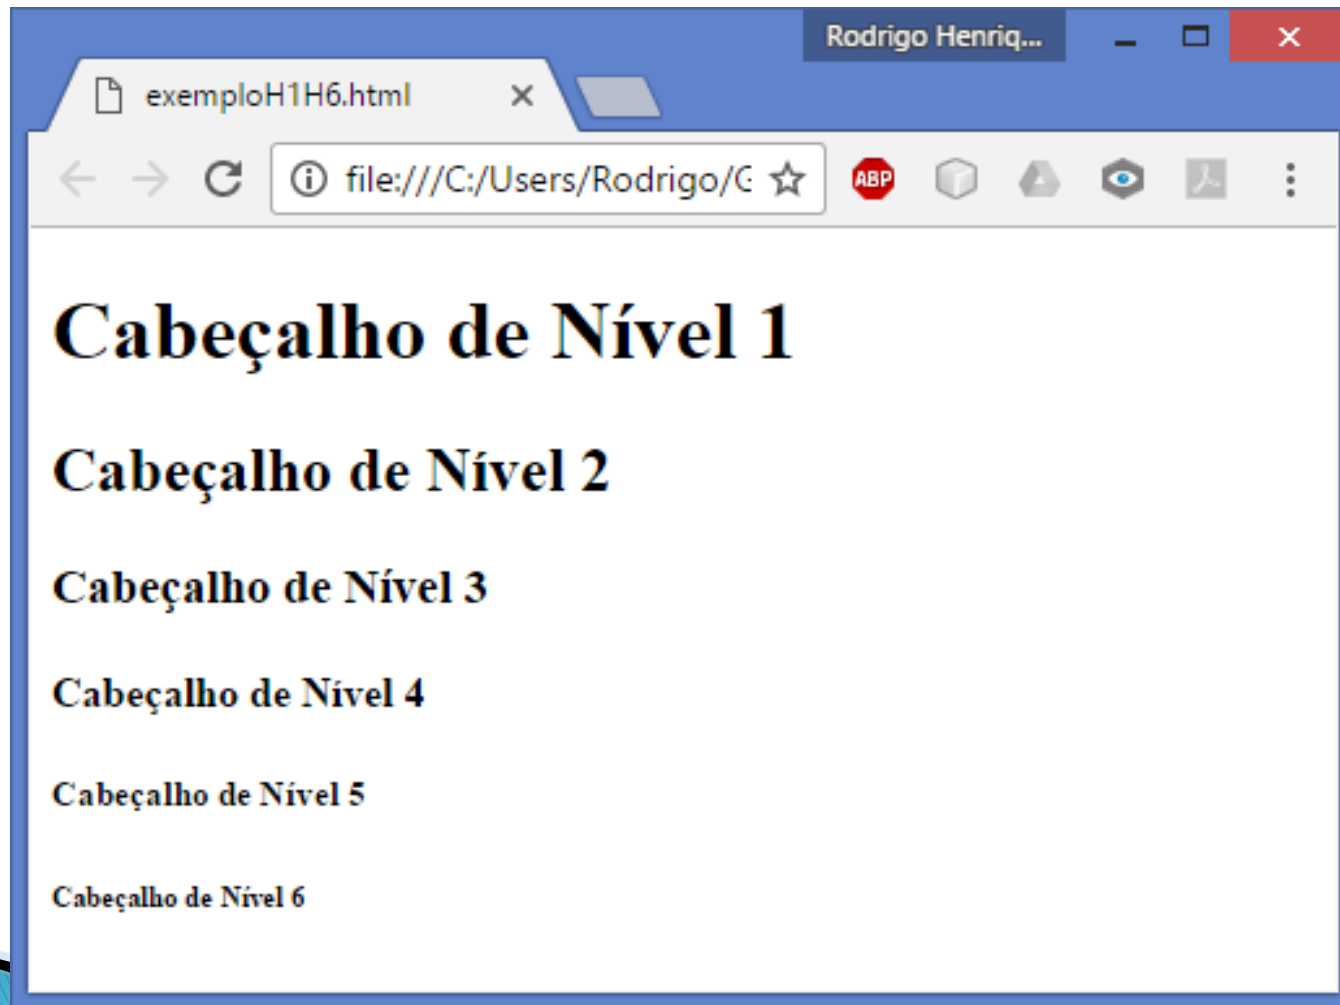 Rodrigo Henriq...
exemploH1H6.html
file:///C:/Users/Rodrigo/G
ABP
Cabeçalho de Nível 1
Cabeçalho de Nível 2
Cabeçalho de Nível 3
Cabeçalho de Nível 4
Cabeçalho de Nível 5
Cabeçalho de Nível 6